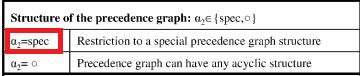 Structure of the precedence graph: α₂∈{spec,○}
α₂=spec Restriction to a special precedence graph structure
α₂= ○ Precedence graph can have any acyclic structure